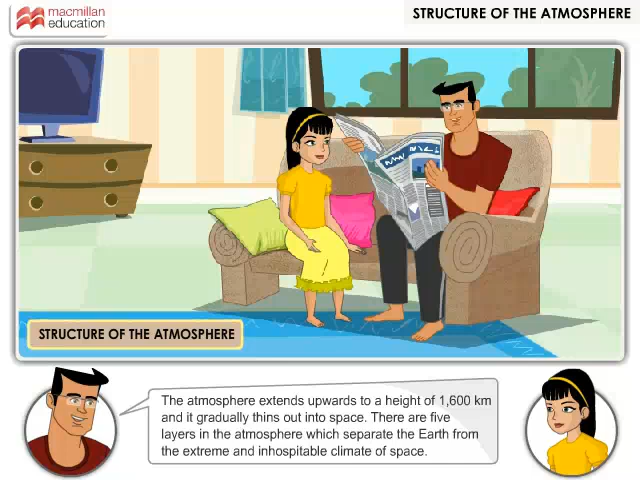 macmillan
education
STRUCTURE OF THE ATMOSPHERE
STRUCTURE OF THE ATMOSPHERE
The atmosphere extends upwards to a height of 1,600 km
and it gradually thins out into space. There are five
layers in the atmosphere which separate the Earth from
the extreme and inhospitable climate of space.